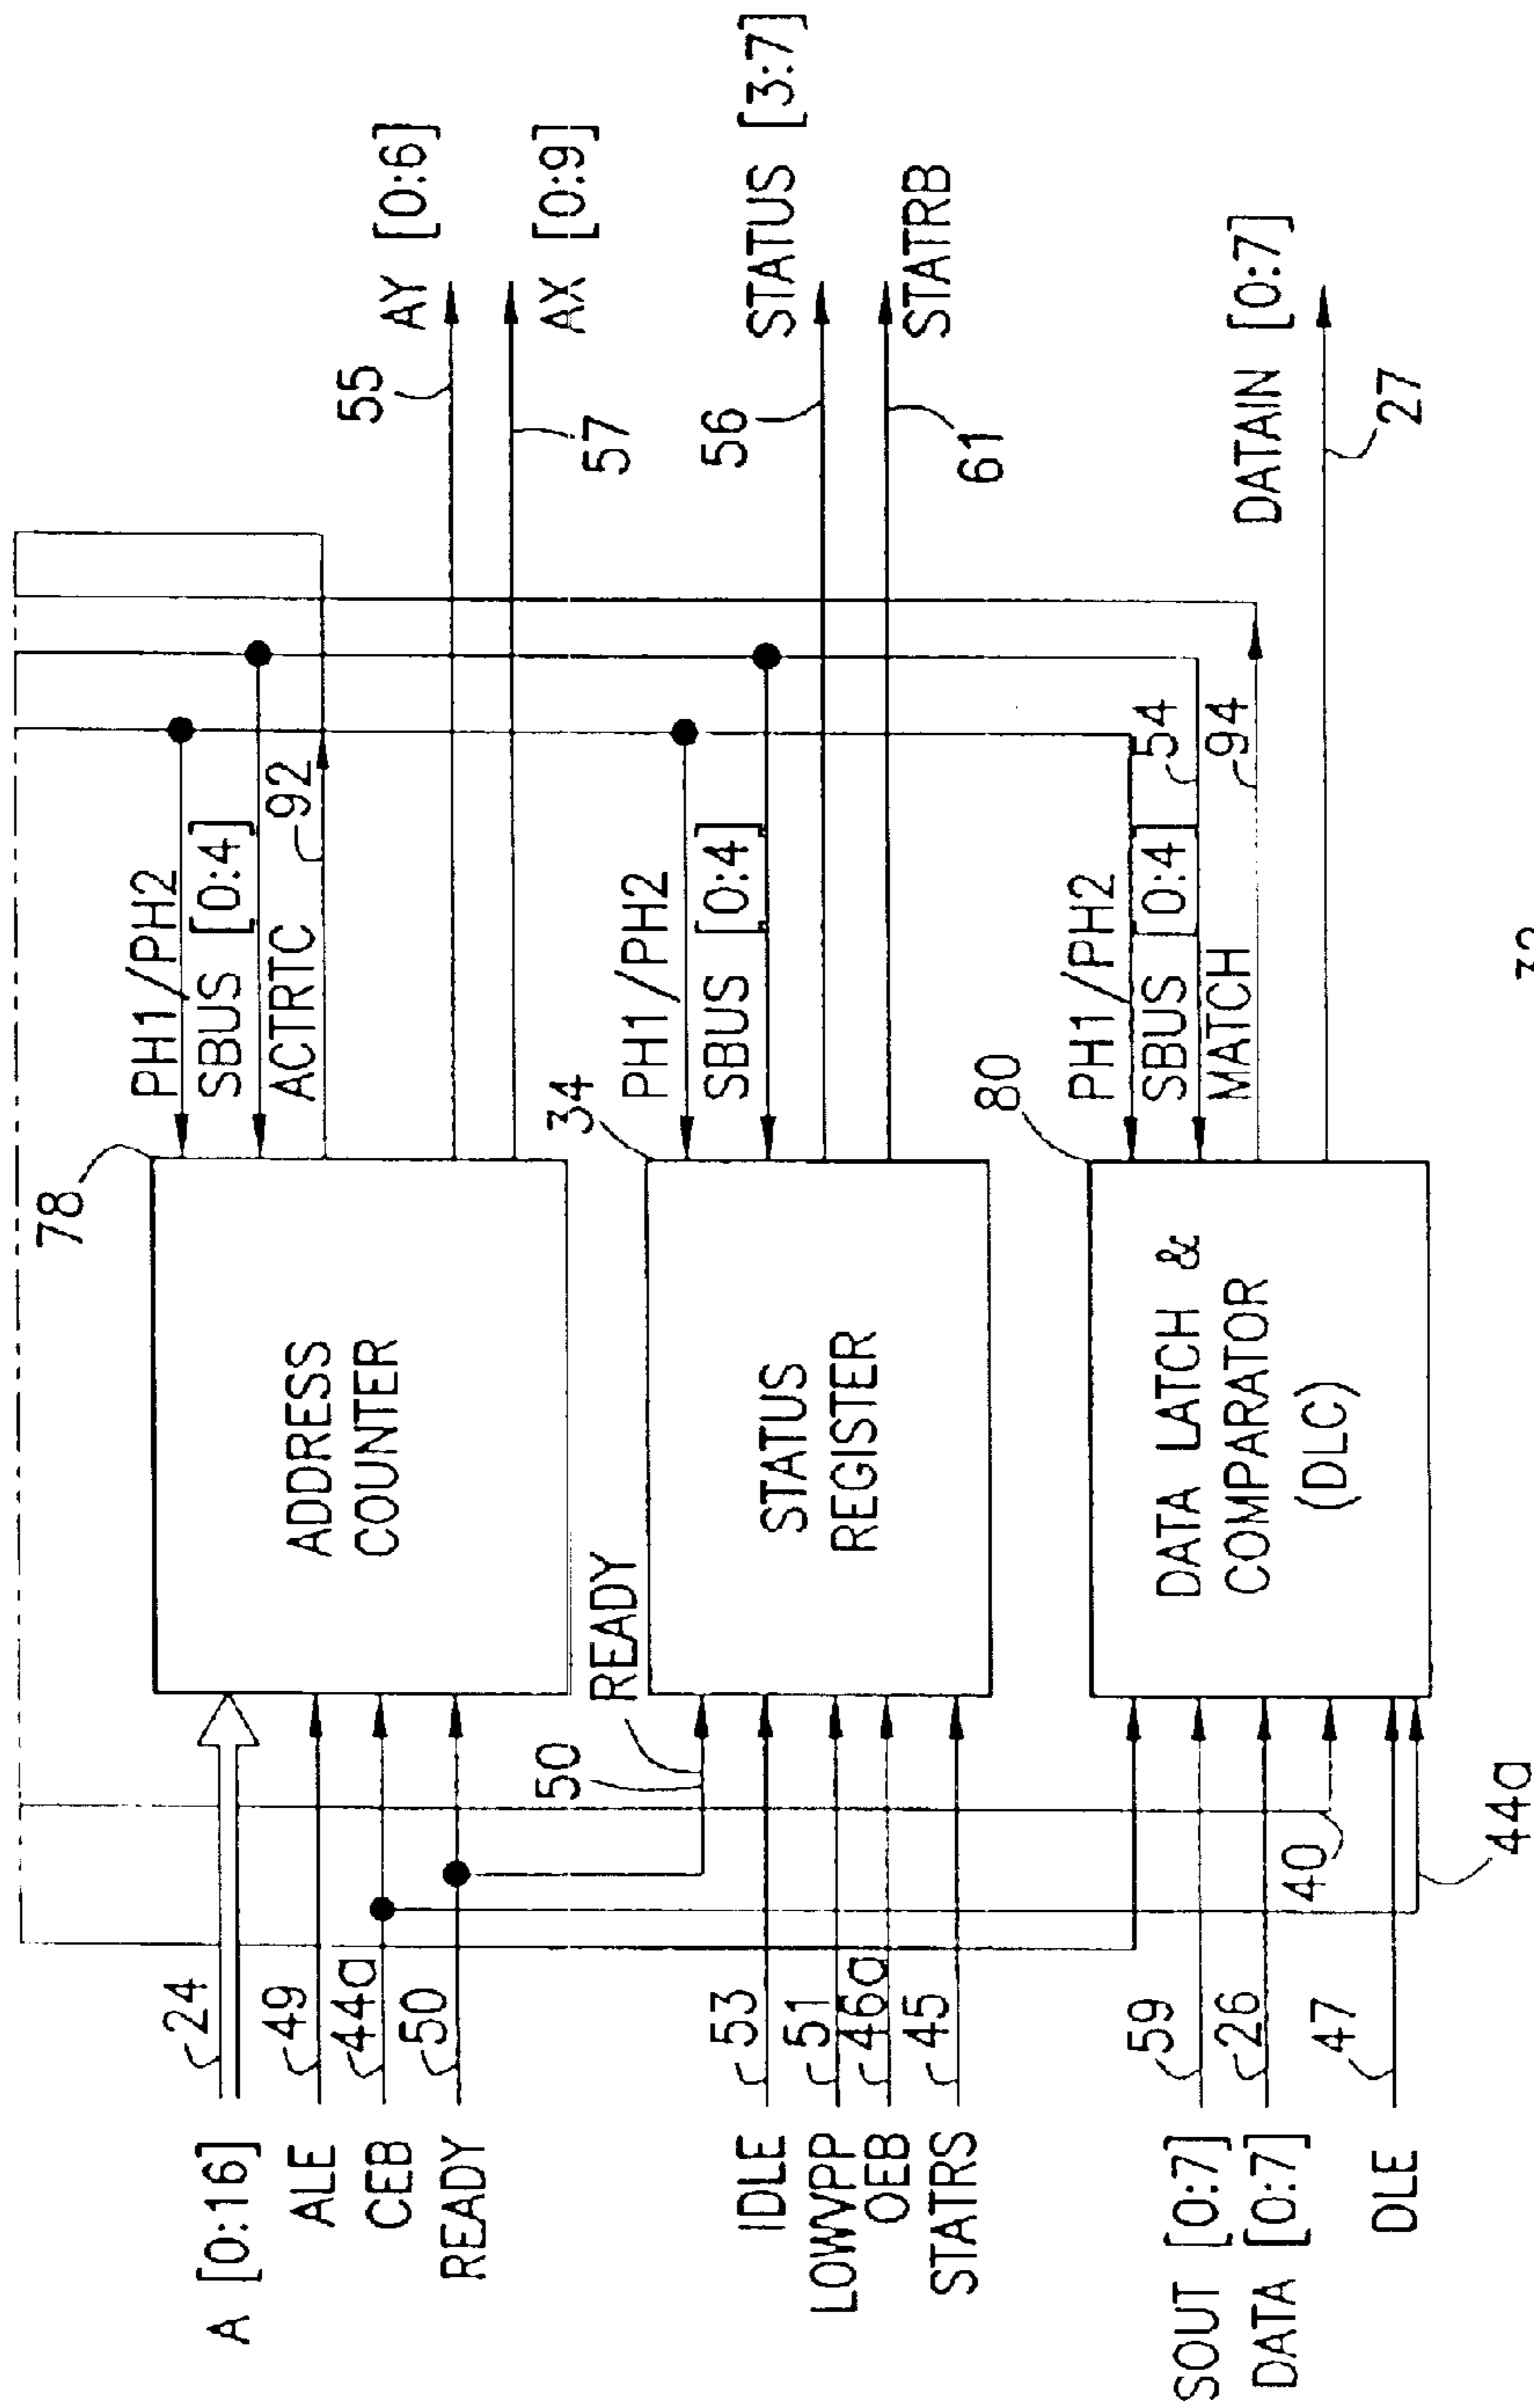 78
A [0:16]
24
ALE
49
CEB
44a
READY
50
ADDRESS
COUNTER
PH1/PH2
SBUS [0:4]
ACTRTC
92
55
AY [0:6]
57
AX [0:9]
34
50
READY
IDLE
53
LOWVPP
51
OEB
46a
STATRS
45
STATUS
REGISTER
PH1/PH2
SBUS [0:4]
56
STATUS [3:7]
61
STATRB
80
SOUT [0:7]
59
DATA [0:7]
26
40
DLE
47
44a
DATA LATCH &
COMPARATOR
(DLC)
PH1/PH2
SBUS [0:4]
54
MATCH
94
DATAIN [0:7]
27